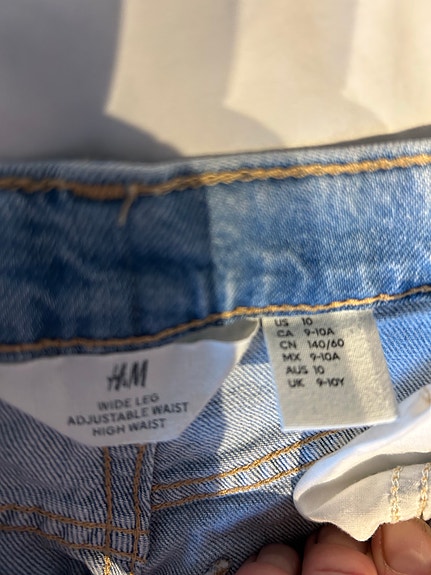 H&M
WIDE LEG
ADJUSTABLE WAIST
HIGH WAIST
US 10
CA 9-10A
CN 140/60
MX 9-10A
AUS 10
UK 9-10Y